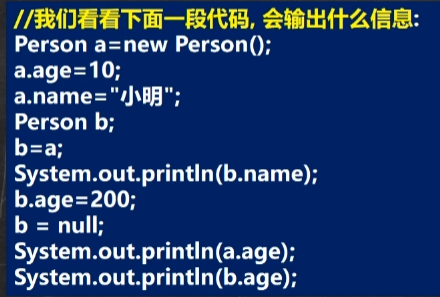 //我们看看下面一段代码, 会输出什么信息:
Person a=new Person();
a.age=10;
a.name="小明";
Person b;
b=a;
System.out.println(b.name);
b.age=200;
b = null;
System.out.println(a.age);
System.out.println(b.age);